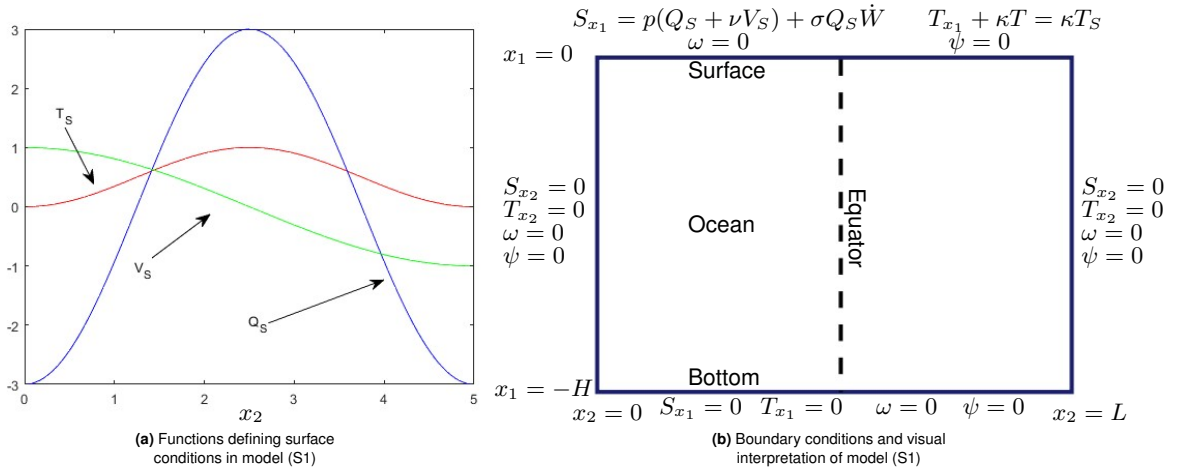 3
2
1
0
-1
-2
-3
0 1 2 3 4 5
T_S
V_S
Q_S
x_2
(a) Functions defining surface
conditions in model (S1)
S_{x_1} = p(Q_S + νV_S) + σQ_SẆ T_{x_1} + κT = κT_S
ω = 0 ψ = 0
x_1 = 0
Surface
S_{x_2} = 0
T_{x_2} = 0
ω = 0
ψ = 0
Ocean
Equator
S_{x_2} = 0
T_{x_2} = 0
ω = 0
ψ = 0
Bottom
x_1 = −H
x_2 = 0 S_{x_1} = 0 T_{x_1} = 0 ω = 0 ψ = 0 x_2 = L
(b) Boundary conditions and visual
interpretation of model (S1)